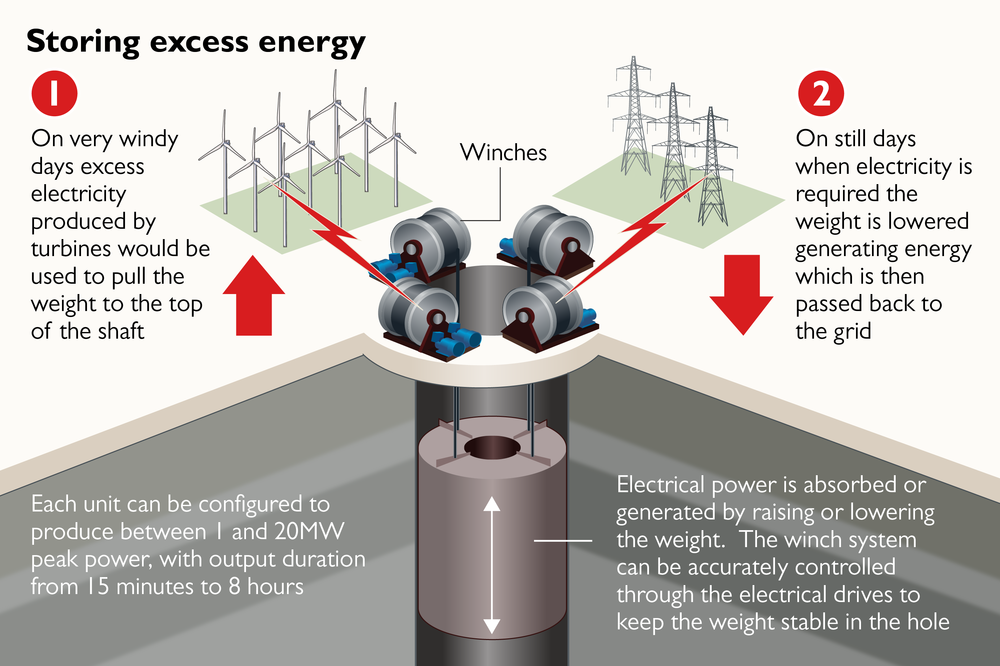 Storing excess energy
1
On very windy
days excess
electricity
produced by
turbines would be
used to pull the
weight to the top
of the shaft
Winches
2
On still days
when electricity is
required the
weight is lowered
generating energy
which is then
passed back to
the grid
Each unit can be configured to
produce between 1 and 20MW
peak power, with output duration
from 15 minutes to 8 hours
Electrical power is absorbed or
generated by raising or lowering
the weight.  The winch system
can be accurately controlled
through the electrical drives to
keep the weight stable in the hole